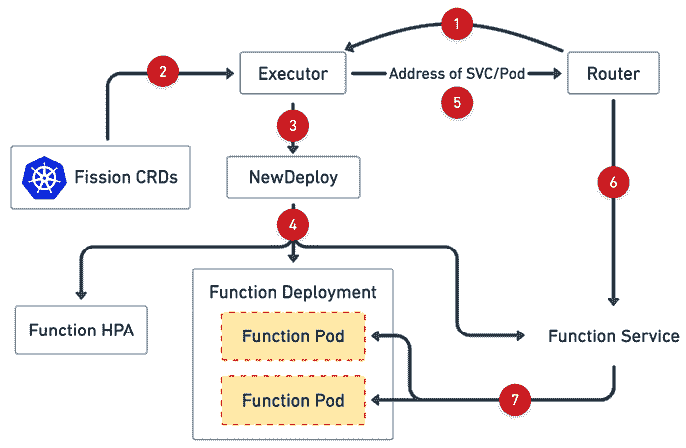 1
2
Executor
Address of SVC/Pod
Router
5
3
Fission CRDs
NewDeploy
6
4
Function Deployment
Function HPA
Function Pod
Function Service
Function Pod
7